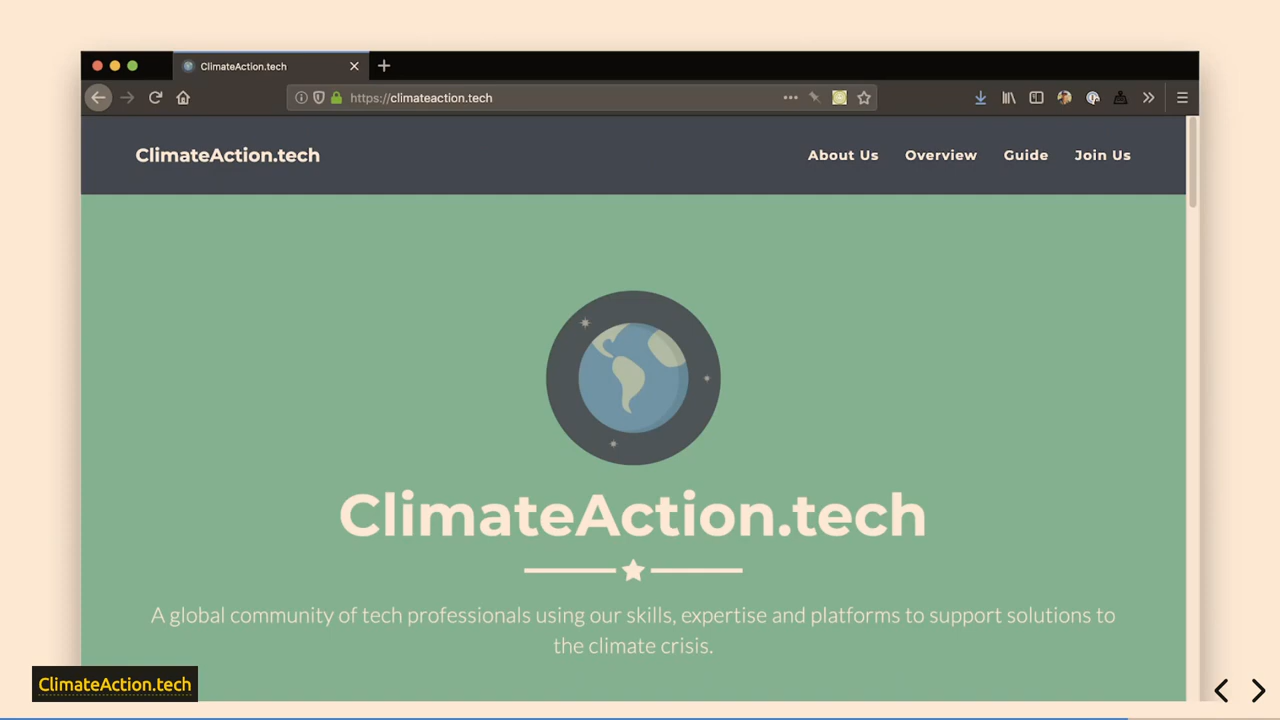 ClimateAction.tech
https://climateaction.tech
ClimateAction.tech
About Us Overview Guide Join Us
ClimateAction.tech
A global community of tech professionals using our skills, expertise and platforms to support solutions to
the climate crisis.
ClimateAction.tech